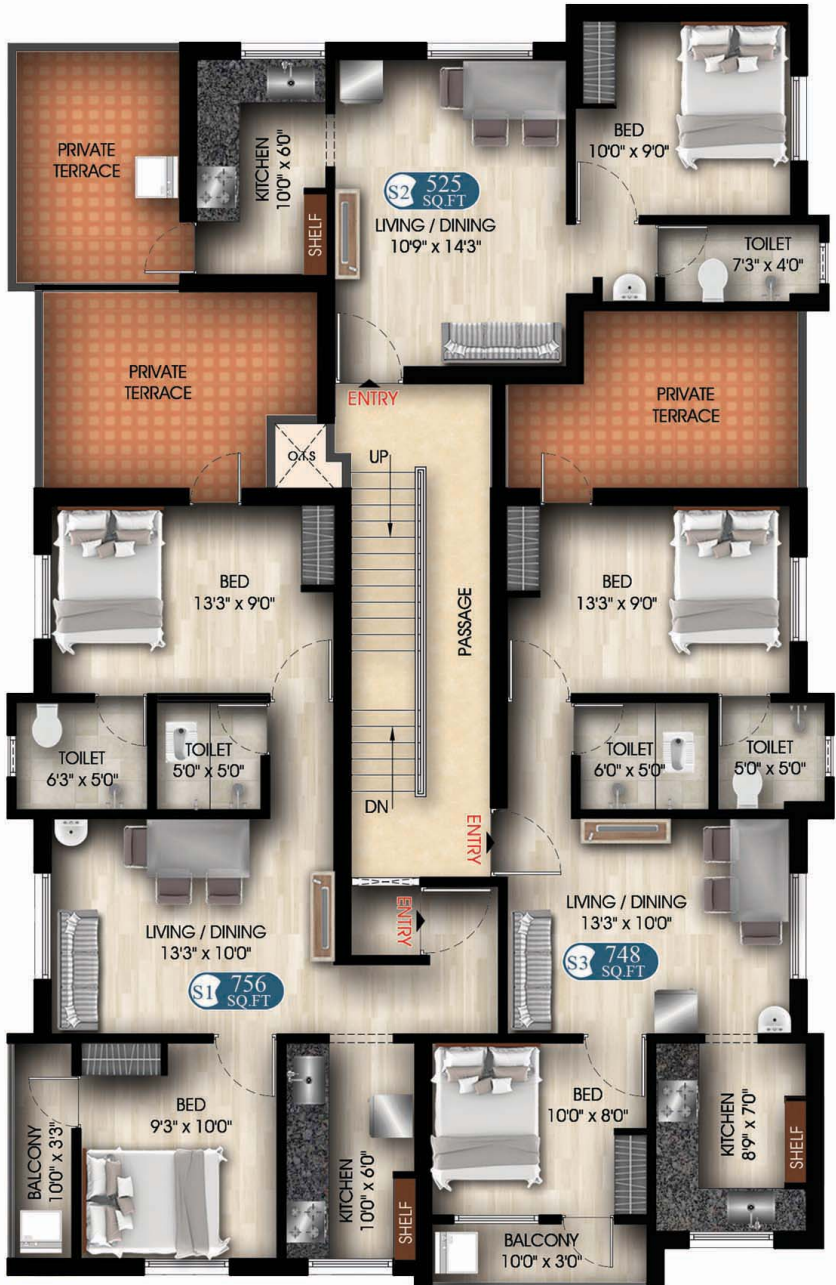 PRIVATE
TERRACE
KITCHEN
10'0" x 6'0"
SHELF
S2 525
SQ.FT
LIVING / DINING
10'9" x 14'3"
BED
10'0" x 9'0"
TOILET
7'3" x 4'0"
PRIVATE
TERRACE
ENTRY
PRIVATE
TERRACE
O.T.S
UP
PASSAGE
DN
BED
13'3" x 9'0"
BED
13'3" x 9'0"
TOILET
6'3" x 5'0"
TOILET
5'0" x 5'0"
TOILET
6'0" x 5'0"
TOILET
5'0" x 5'0"
ENTRY
ENTRY
LIVING / DINING
13'3" x 10'0"
S1 756
SQ.FT
LIVING / DINING
13'3" x 10'0"
S3 748
SQ.FT
BALCONY
10'0" x 3'3"
BED
9'3" x 10'0"
KITCHEN
10'0" x 6'0"
SHELF
BED
10'0" x 8'0"
BALCONY
10'0" x 3'0"
KITCHEN
8'9" x 7'0"
SHELF